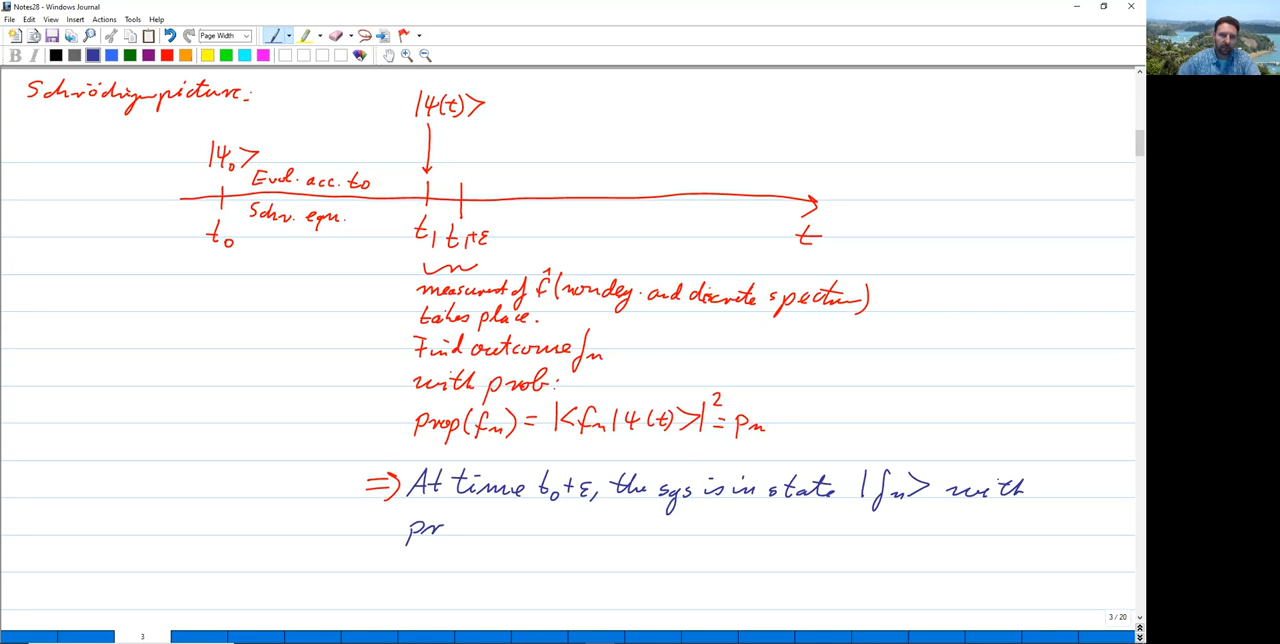 Notes28 - Windows Journal
File Edit View Insert Actions Tools Help
Page Width
B I
Schrödinger picture:
|ψ(t)>
|ψ₀>
Evol. acc. to
Schr. equ.
t₀ t₁ t₁+ε t
measuremt of f̂ (nondeg. and discrete spectrum)
takes place.
Find outcome fₙ
with prob:
prop(fₙ) = |<fₙ|ψ(t)>|² = pₙ
=> At time t₀+ε, the sys is in state |fₙ> with
pr
3 / 20
3